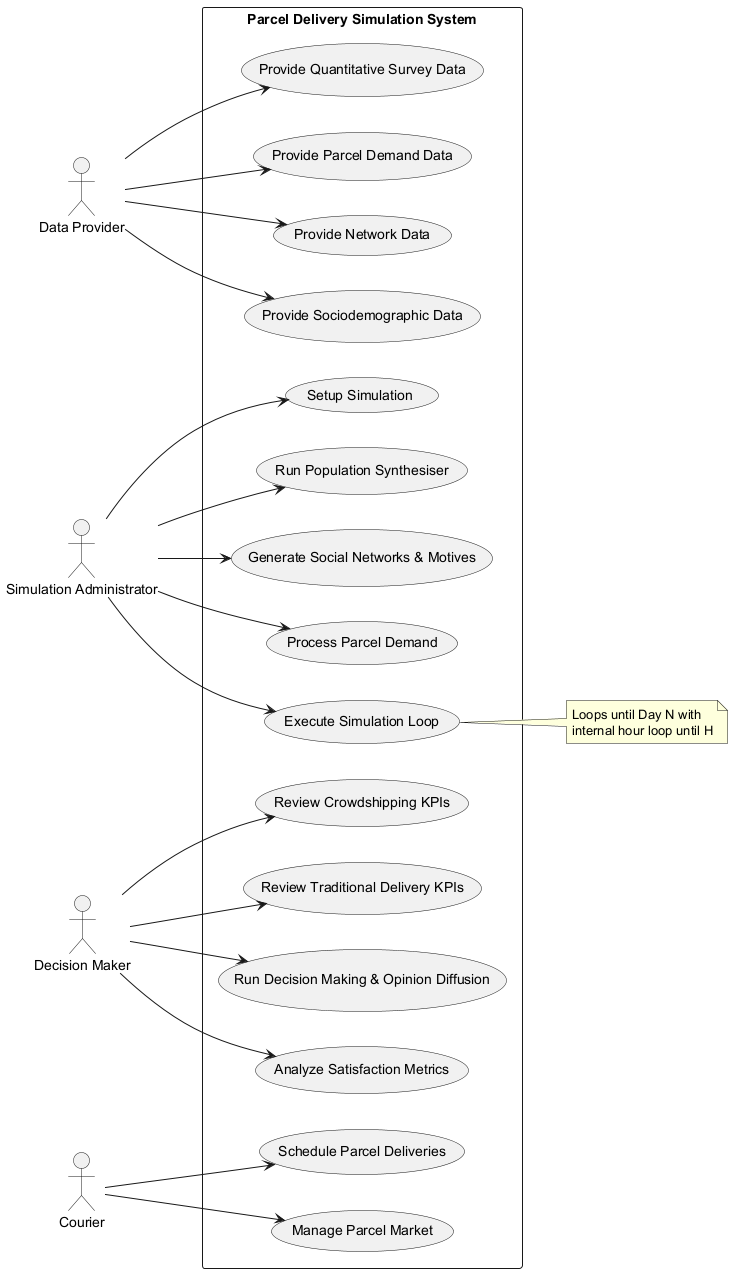 Parcel Delivery Simulation System
Provide Quantitative Survey Data
Provide Parcel Demand Data
Data Provider
Provide Network Data
Provide Sociodemographic Data
Setup Simulation
Run Population Synthesiser
Generate Social Networks & Motives
Simulation Administrator
Process Parcel Demand
Execute Simulation Loop
Loops until Day N with
internal hour loop until H
Review Crowdshipping KPIs
Review Traditional Delivery KPIs
Decision Maker
Run Decision Making & Opinion Diffusion
Analyze Satisfaction Metrics
Schedule Parcel Deliveries
Courier
Manage Parcel Market